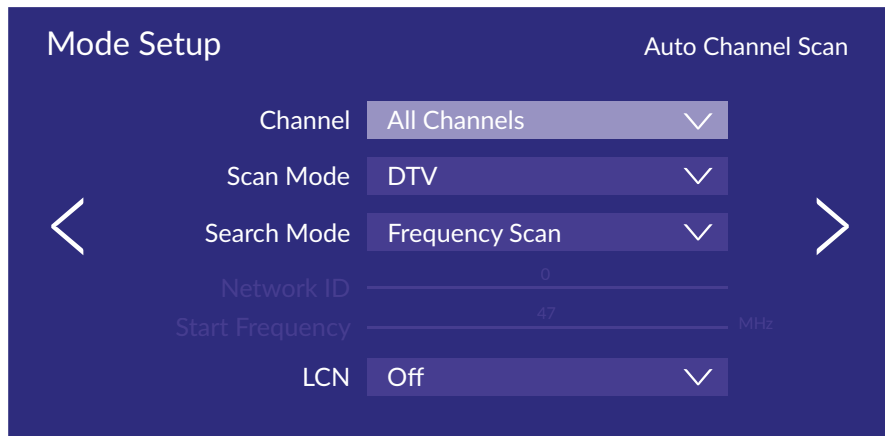 Mode Setup
Auto Channel Scan
Channel All Channels
Scan Mode DTV
Search Mode Frequency Scan
Network ID 0
Start Frequency 47 MHz
LCN Off